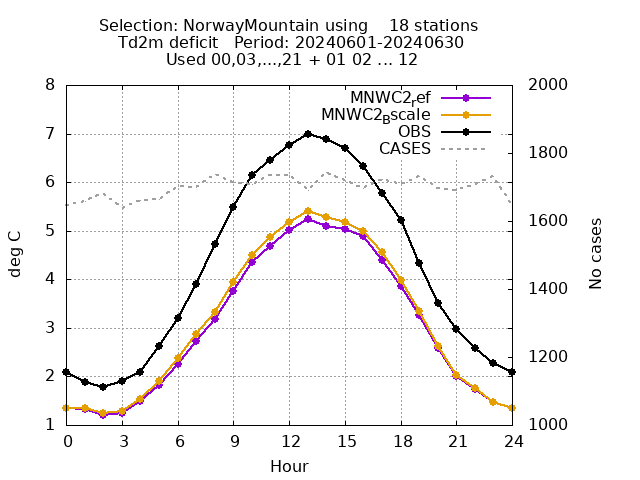 Selection: NorwayMountain using 18 stations
Td2m deficit Period: 20240601-20240630
Used 00,03,...,21 + 01 02 ... 12
8 2000
MNWC2ref
MNWC2Bscale
7 OBS
CASES 1800
6
1600
5
deg C
No cases
4 1400
3
1200
2
1 1000
0 3 6 9 12 15 18 21 24
Hour